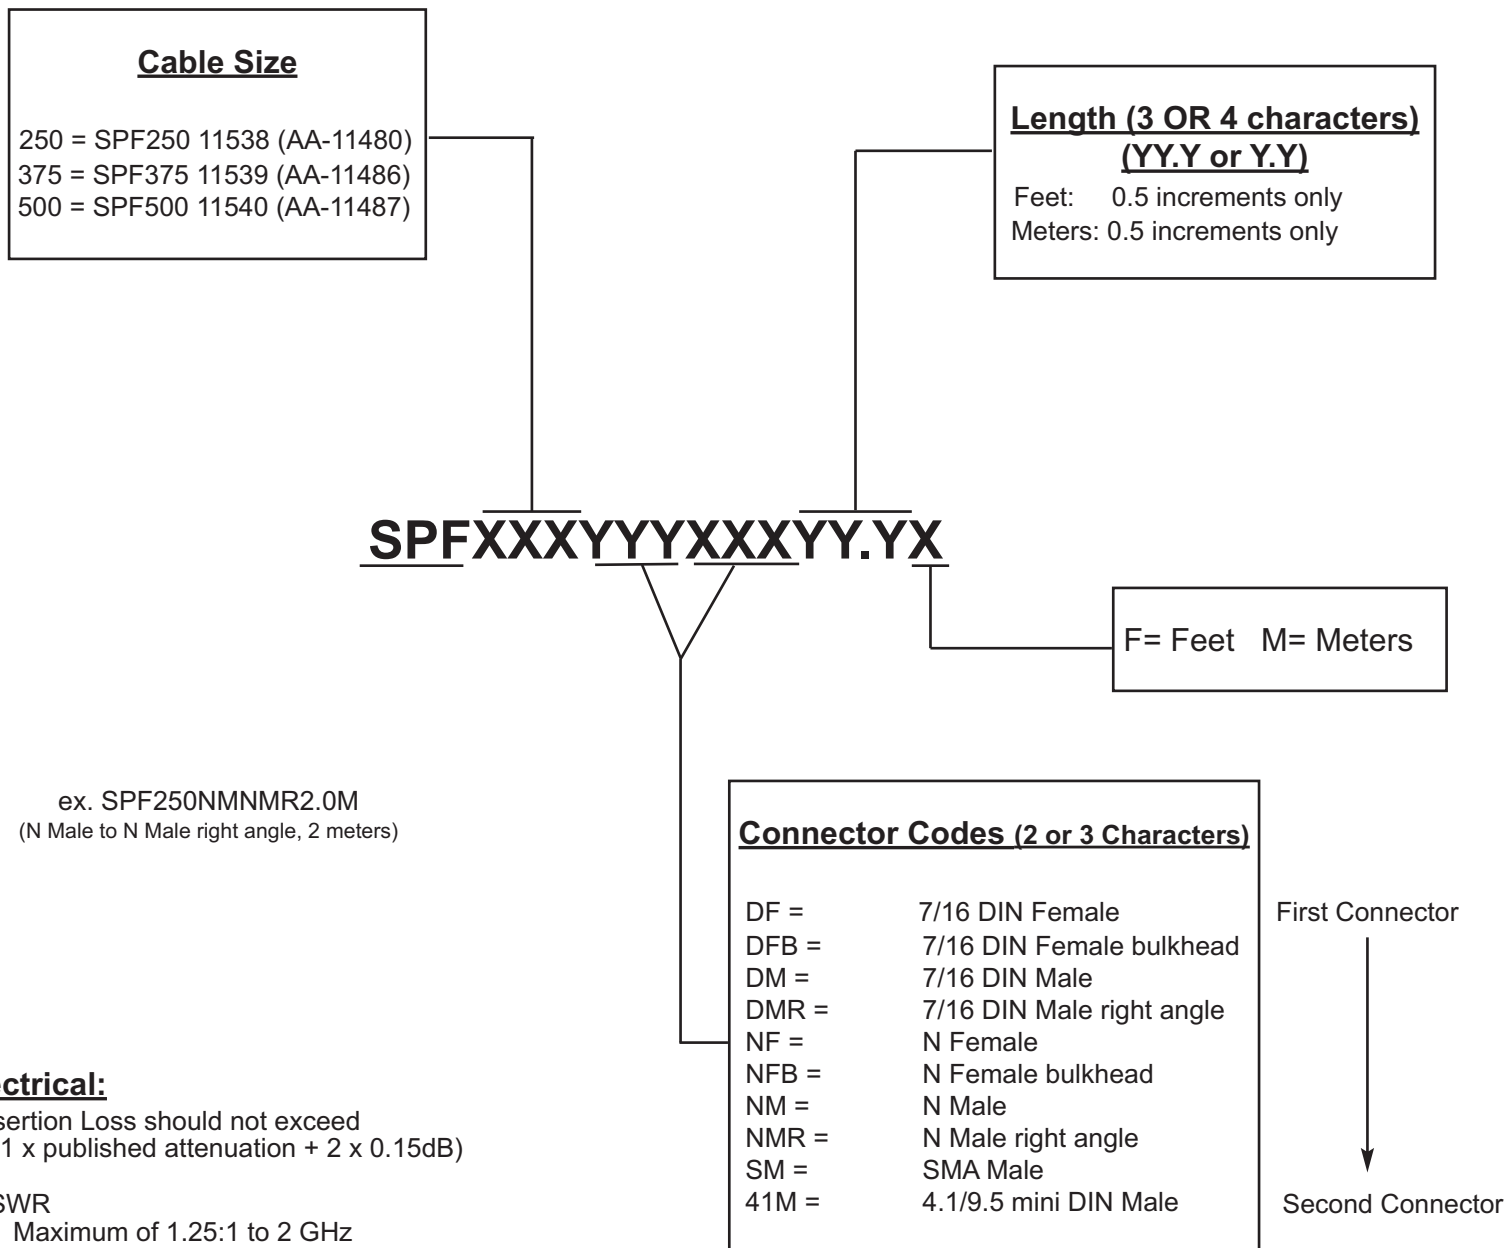 Cable Size
250 = SPF250 11538 (AA-11480)
375 = SPF375 11539 (AA-11486)
500 = SPF500 11540 (AA-11487)
Length (3 OR 4 characters)
(YY.Y or Y.Y)
Feet: 0.5 increments only
Meters: 0.5 increments only
SPFXXXYYYXXXYY.YX
F= Feet M= Meters
ex. SPF250NMNMR2.0M
(N Male to N Male right angle, 2 meters)
Connector Codes (2 or 3 Characters)
DF = 7/16 DIN Female
DFB = 7/16 DIN Female bulkhead
DM = 7/16 DIN Male
DMR = 7/16 DIN Male right angle
NF = N Female
NFB = N Female bulkhead
NM = N Male
NMR = N Male right angle
SM = SMA Male
41M = 4.1/9.5 mini DIN Male
First Connector
Second Connector
ectrical:
sertion Loss should not exceed
1 x published attenuation + 2 x 0.15dB)
SWR
Maximum of 1.25:1 to 2 GHz